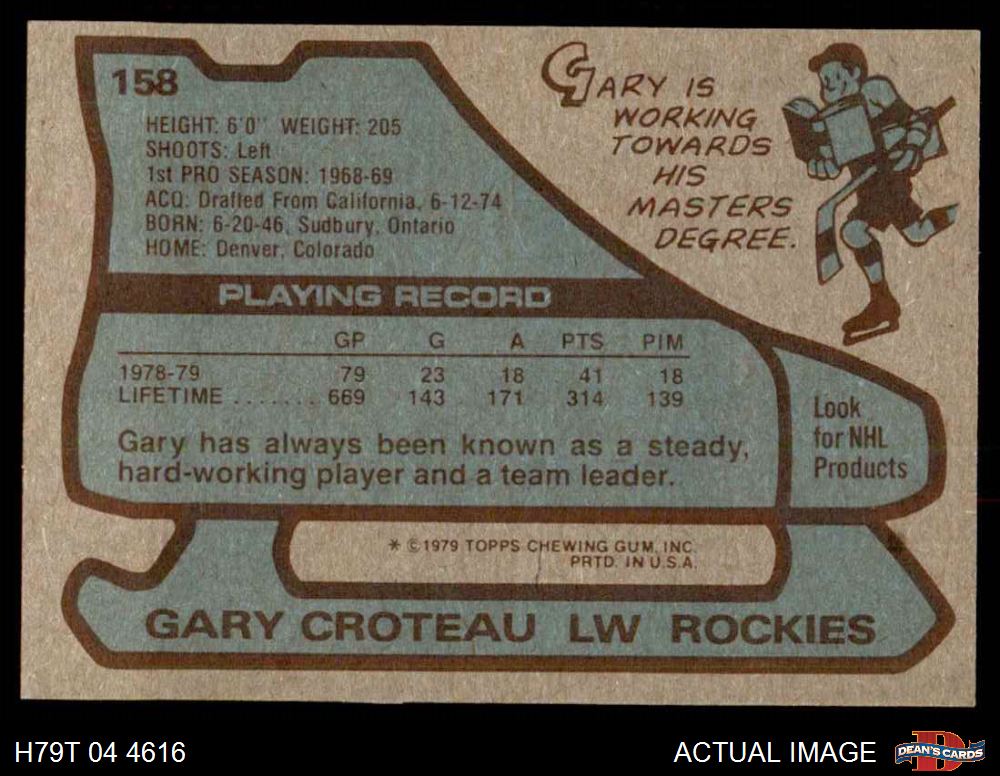 158
HEIGHT: 6'0" WEIGHT: 205
SHOOTS: Left
1st PRO SEASON: 1968-69
ACQ: Drafted From California, 6-12-74
BORN: 6-20-46, Sudbury, Ontario
HOME: Denver, Colorado
GARY IS
WORKING
TOWARDS
HIS
MASTERS
DEGREE.
PLAYING RECORD
GP G A PTS PIM
1978-79 79 23 18 41 18
LIFETIME ....... 669 143 171 314 139
Gary has always been known as a steady,
hard-working player and a team leader.
Look
for NHL
Products
* ©1979 TOPPS CHEWING GUM, INC.
PRTD. IN U.S.A.
GARY CROTEAU LW ROCKIES
H79T 04 4616
ACTUAL IMAGE
DEAN'S CARDS